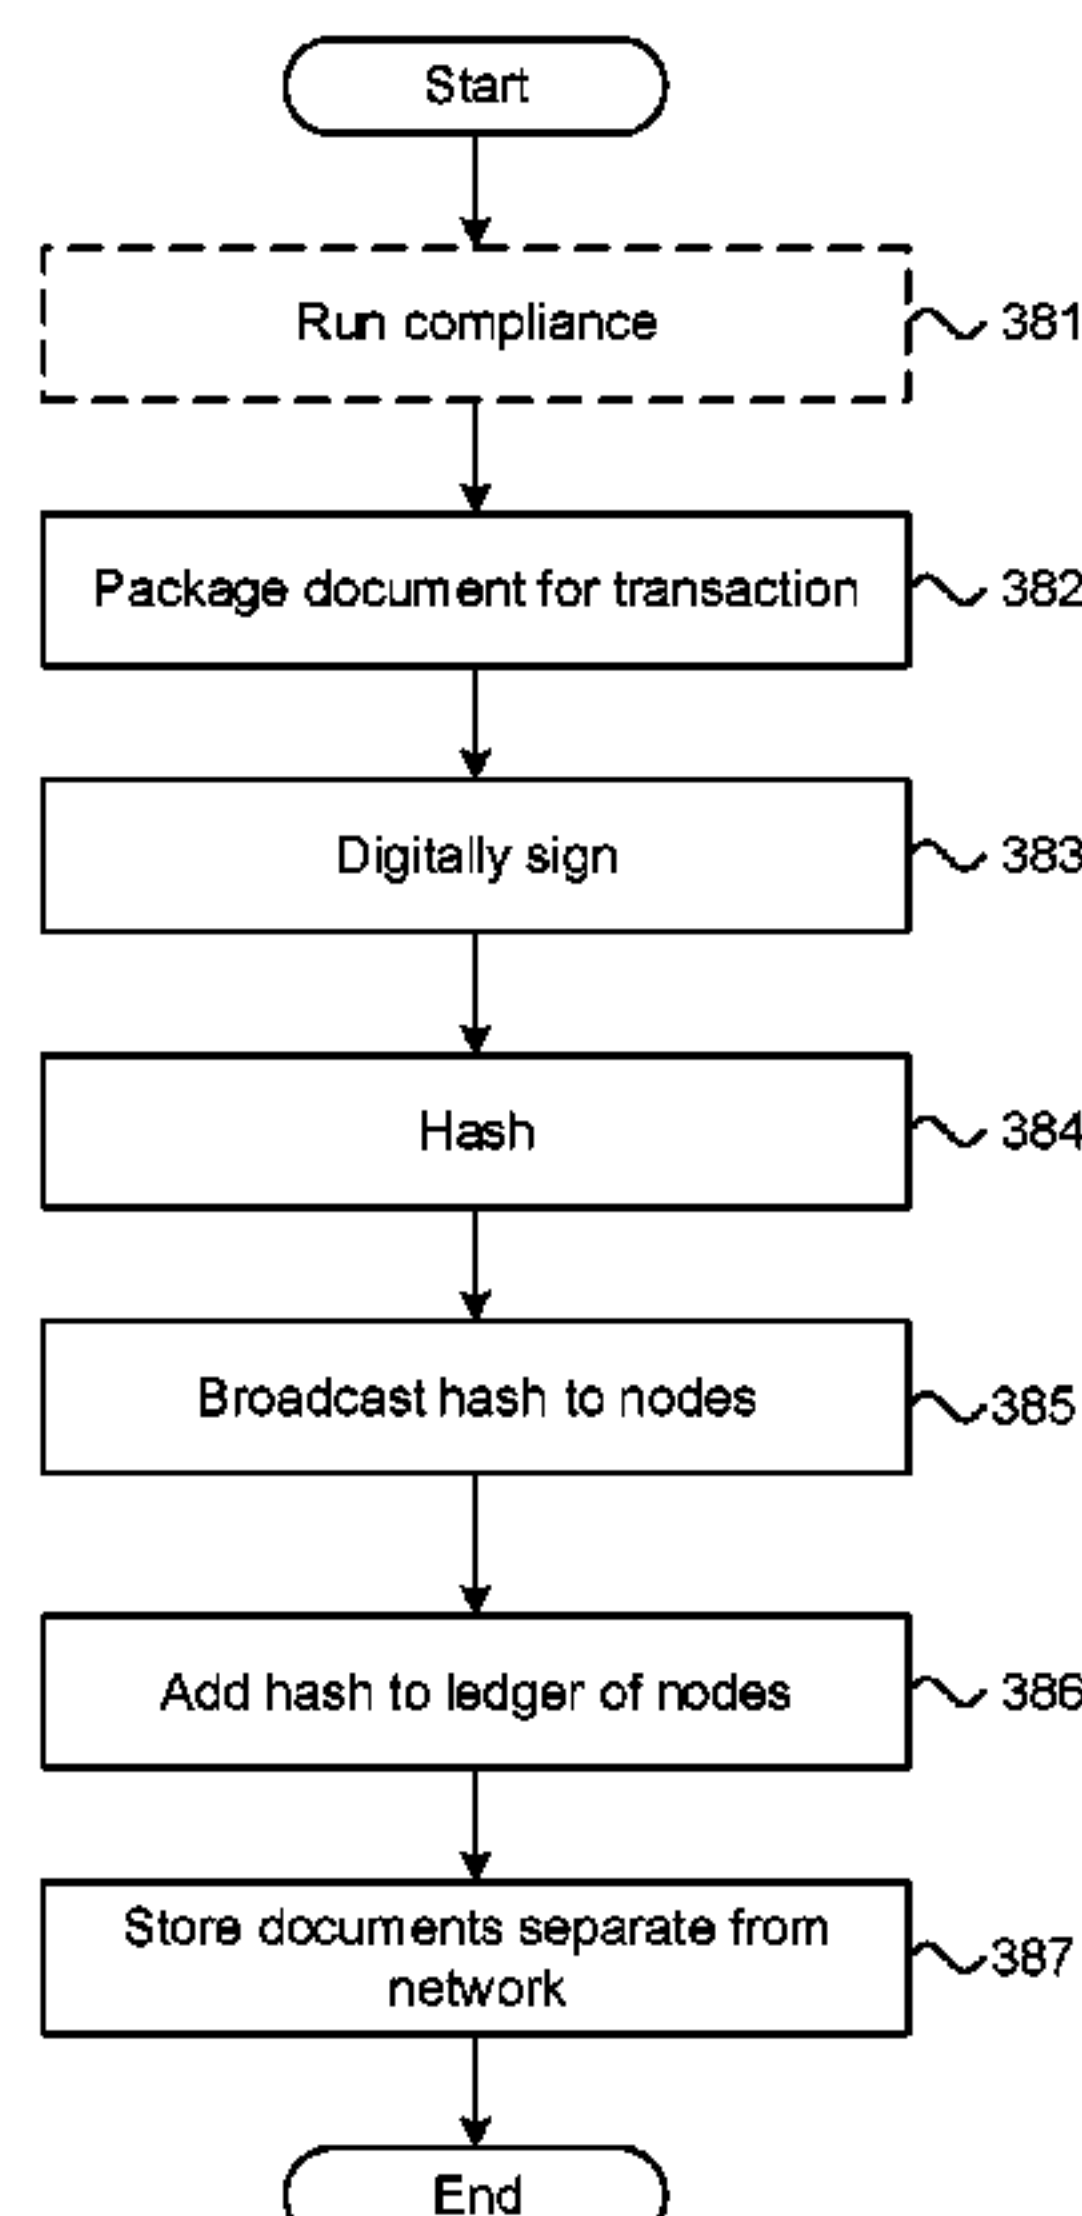 Start
Run compliance
381
Package document for transaction
382
Digitally sign
383
Hash
384
Broadcast hash to nodes
385
Add hash to ledger of nodes
386
Store documents separate from
network
387
End